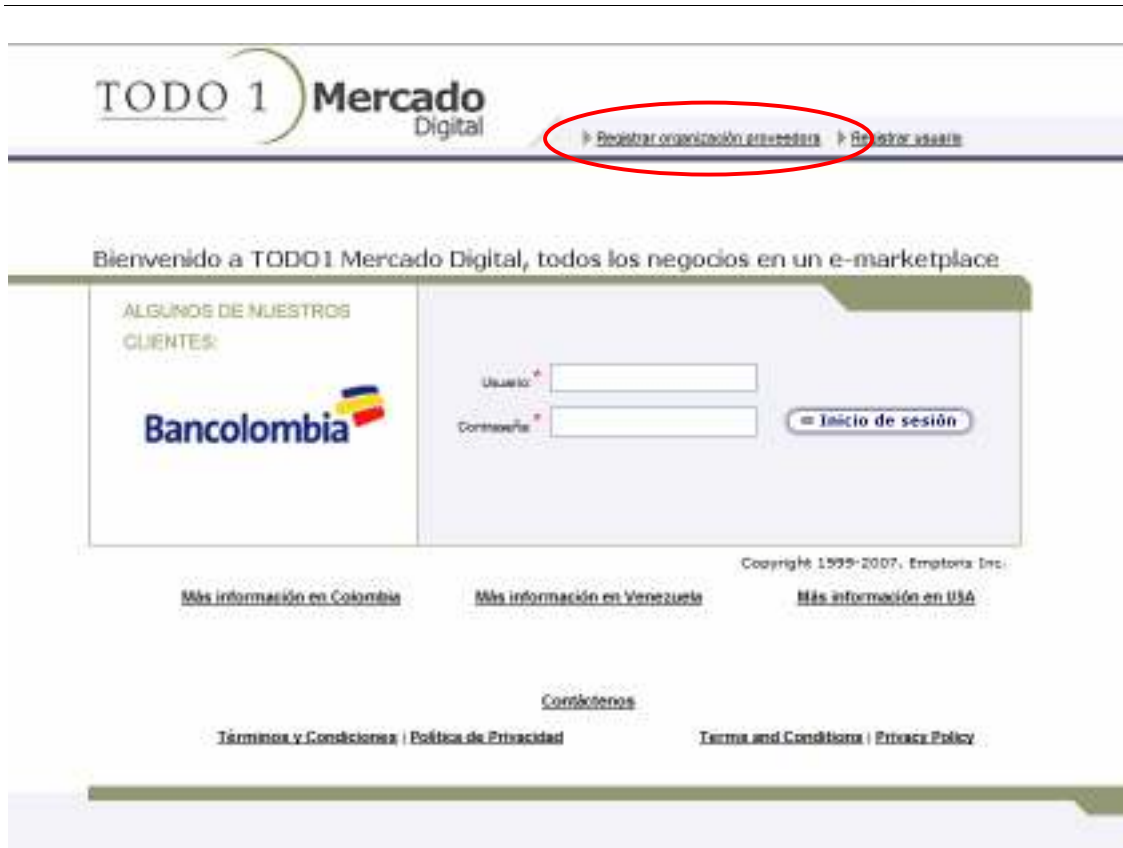 TODO 1 Mercado
Digital
Registrar organización proveedora Registrar usuario
Bienvenido a TODO1 Mercado Digital, todos los negocios en un e-marketplace
ALGUNOS DE NUESTROS
CLIENTES:
Bancolombia
Usuario: *
Contraseña: *
Inicio de sesión
Copyright 1999-2007, Emptoris Inc.
Más información en Colombia Más información en Venezuela Más información en USA
Contáctenos
Términos y Condiciones | Política de Privacidad Terms and Conditions | Privacy Policy